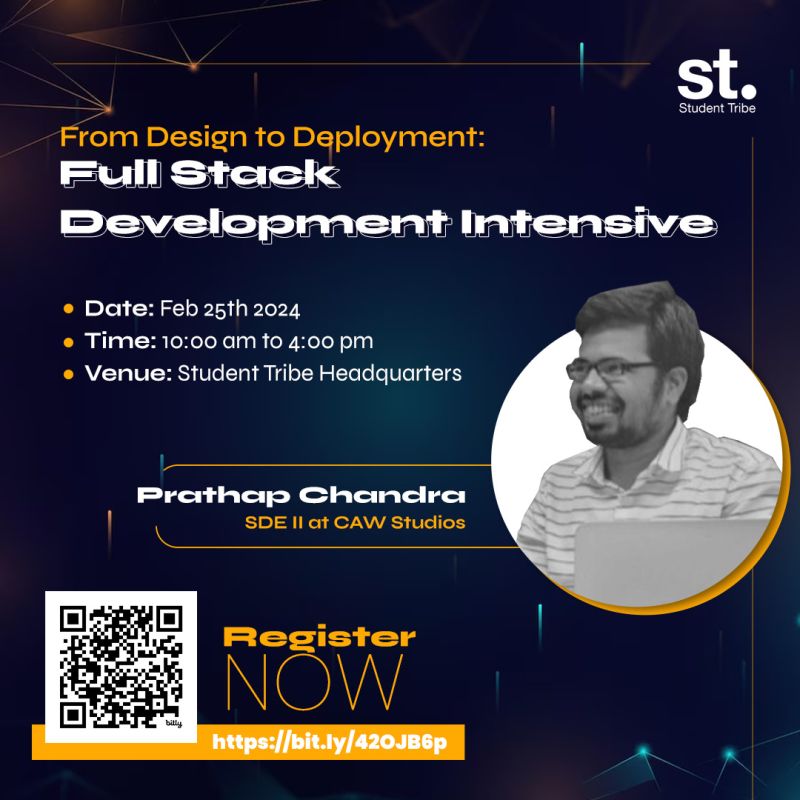 st.
Student Tribe
From Design to Deployment:
Full Stack
Development Intensive
Date: Feb 25th 2024
Time: 10:00 am to 4:00 pm
Venue: Student Tribe Headquarters
Prathap Chandra
SDE II at CAW Studios
bitly
Register
NOW
https://bit.ly/42OJB6p